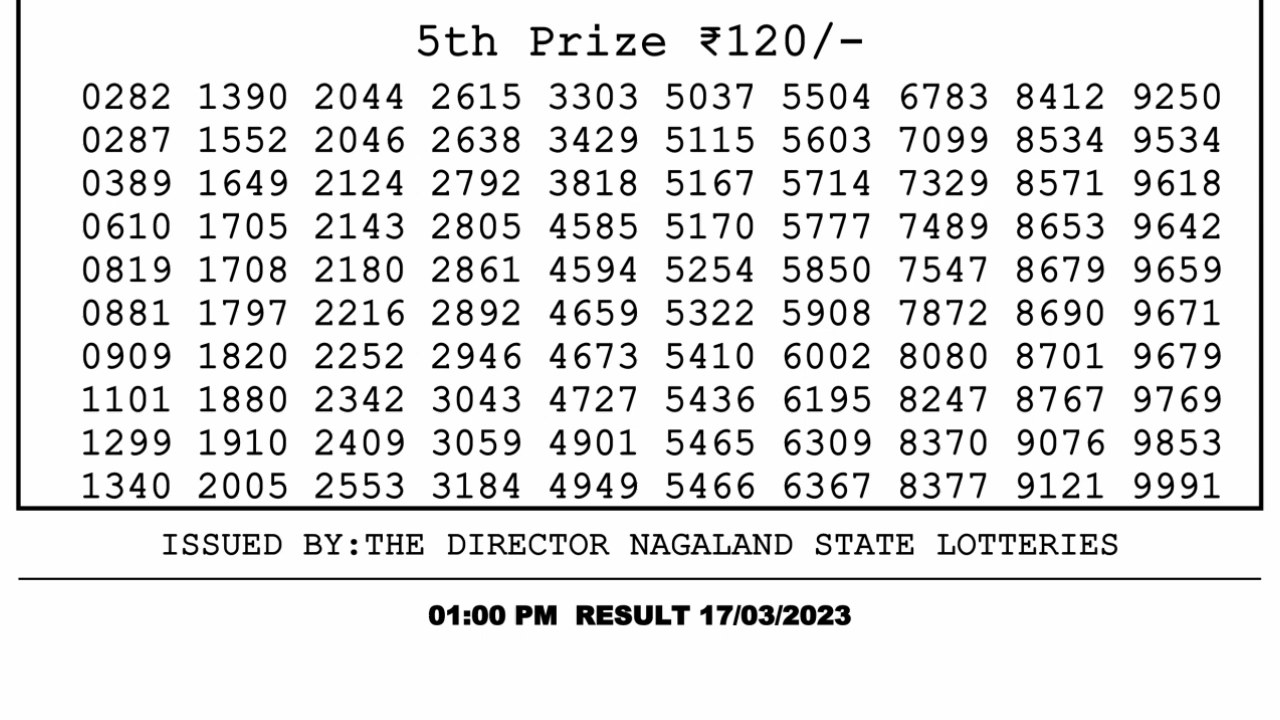 5th Prize ₹120/-
0282 1390 2044 2615 3303 5037 5504 6783 8412 9250
0287 1552 2046 2638 3429 5115 5603 7099 8534 9534
0389 1649 2124 2792 3818 5167 5714 7329 8571 9618
0610 1705 2143 2805 4585 5170 5777 7489 8653 9642
0819 1708 2180 2861 4594 5254 5850 7547 8679 9659
0881 1797 2216 2892 4659 5322 5908 7872 8690 9671
0909 1820 2252 2946 4673 5410 6002 8080 8701 9679
1101 1880 2342 3043 4727 5436 6195 8247 8767 9769
1299 1910 2409 3059 4901 5465 6309 8370 9076 9853
1340 2005 2553 3184 4949 5466 6367 8377 9121 9991
ISSUED BY:THE DIRECTOR NAGALAND STATE LOTTERIES
01:00 PM RESULT 17/03/2023